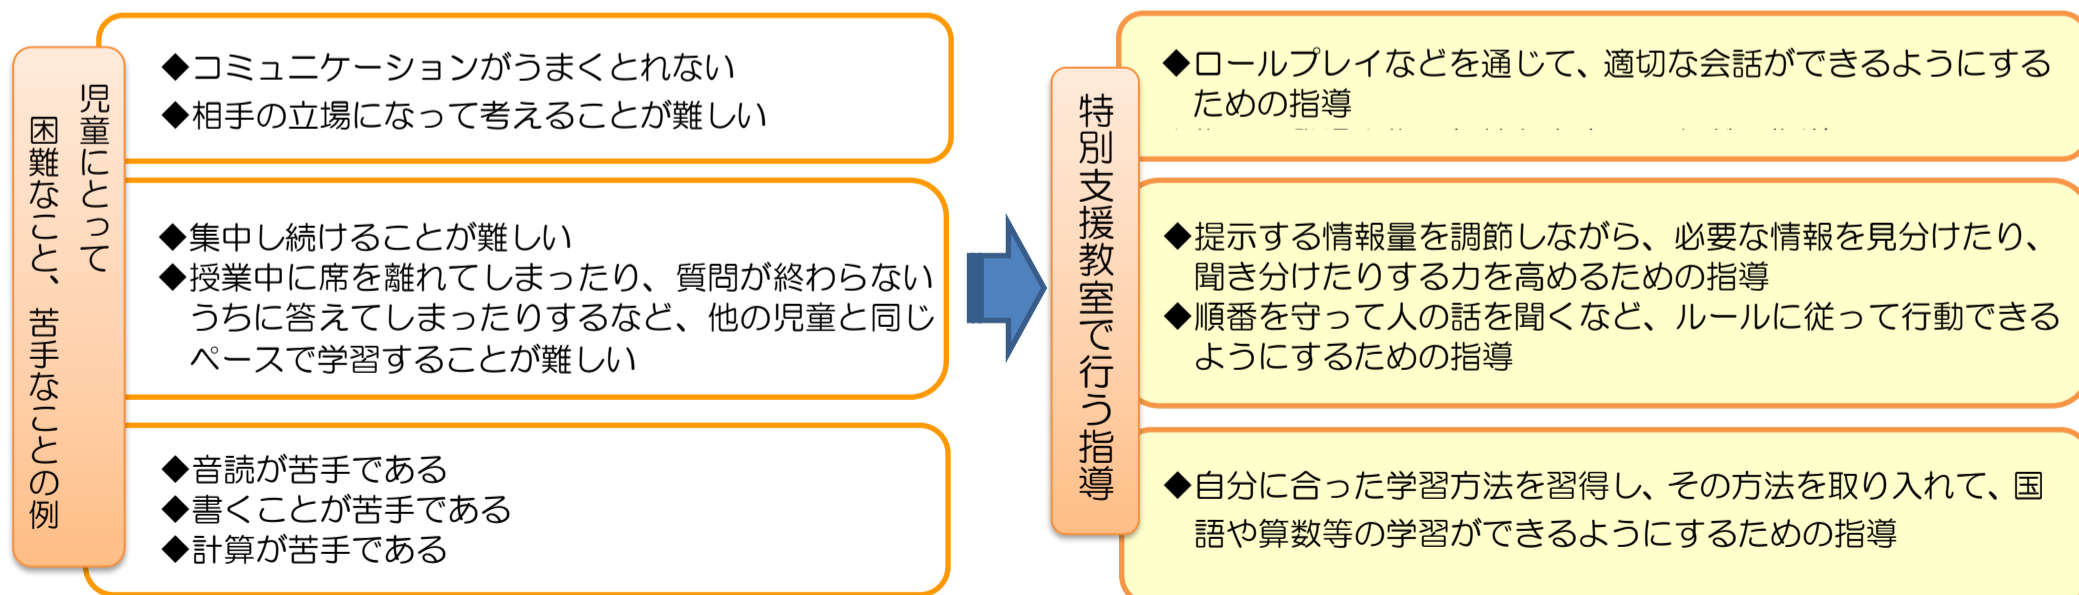 児童にとって
困難なこと、苦手なことの例
◆コミュニケーションがうまくとれない
◆相手の立場になって考えることが難しい
◆集中し続けることが難しい
◆授業中に席を離れてしまったり、質問が終わらない
うちに答えてしまったりするなど、他の児童と同じ
ペースで学習することが難しい
◆音読が苦手である
◆書くことが苦手である
◆計算が苦手である
特別支援教室で行う指導
◆ロールプレイなどを通じて、適切な会話ができるようにする
ための指導
◆提示する情報量を調節しながら、必要な情報を見分けたり、
聞き分けたりする力を高めるための指導
◆順番を守って人の話を聞くなど、ルールに従って行動できる
ようにするための指導
◆自分に合った学習方法を習得し、その方法を取り入れて、国
語や算数等の学習ができるようにするための指導